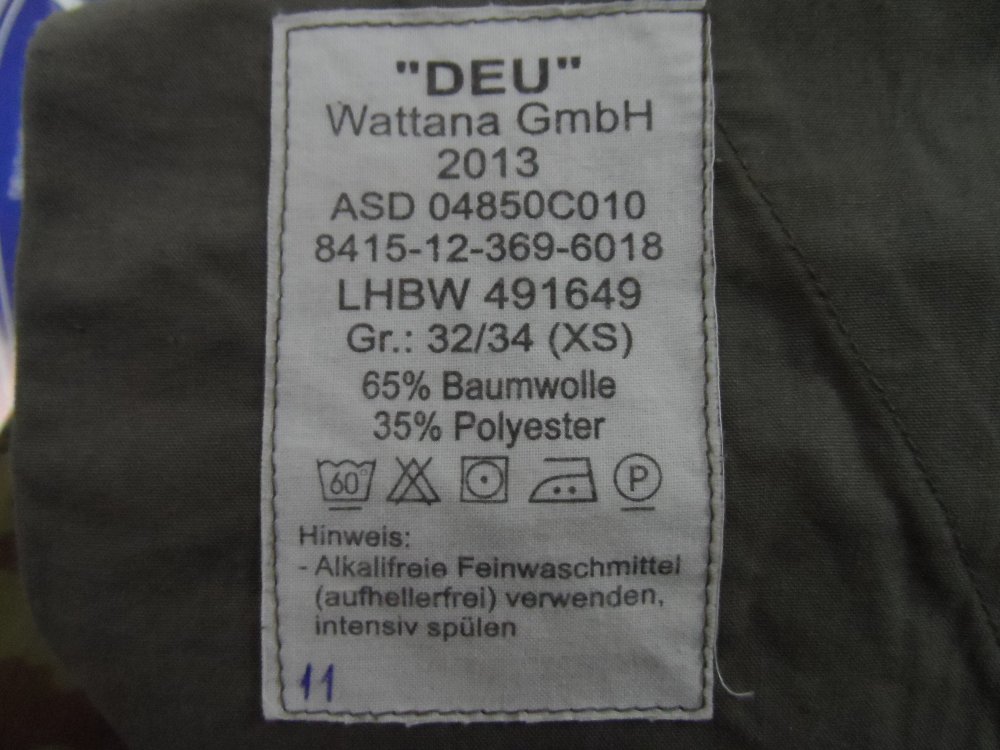 "DEU"
Wattana GmbH
2013
ASD 04850C010
8415-12-369-6018
LHBW 491649
Gr.: 32/34 (XS)
65% Baumwolle
35% Polyester
60° P
Hinweis:
- Alkalifreie Feinwaschmittel
(aufhellerfrei) verwenden,
intensiv spülen
11